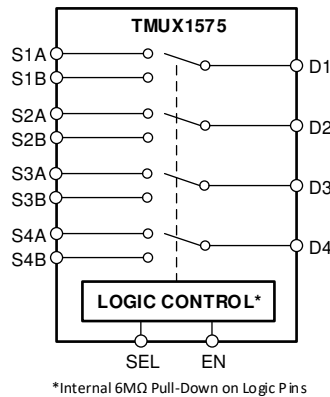 TMUX1575
S1A
D1
S1B
S2A
D2
S2B
S3A
D3
S3B
S4A
D4
S4B
LOGIC CONTROL*
SEL EN
*Internal 6MΩ Pull-Down on Logic Pins